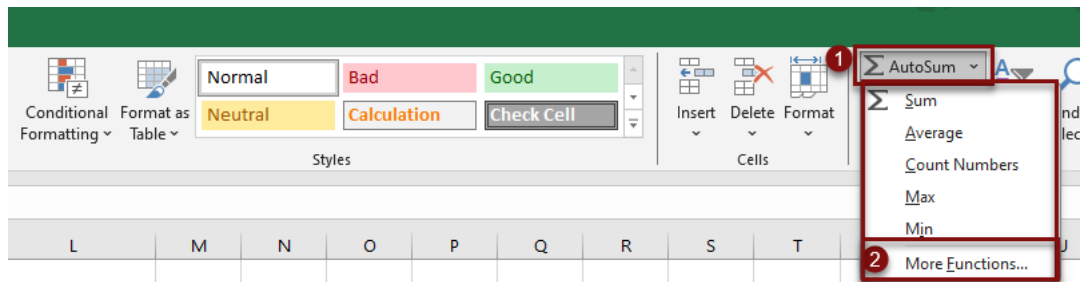 1
AutoSum
Normal Bad Good
Conditional Formatting
Format as Table
Neutral Calculation Check Cell
Insert Delete Format
Styles
Cells
Sum
Average
Count Numbers
Max
Min
2
More Functions...
L M N O P Q R S T